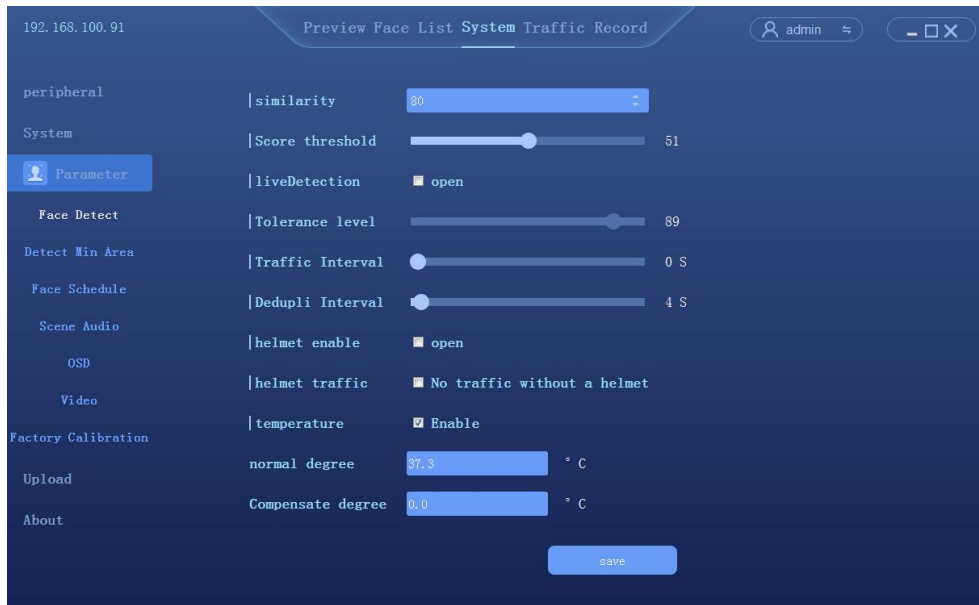 192.168.100.91
Preview Face List System Traffic Record
admin
peripheral
System
Parameter
Face Detect
Detect Min Area
Face Schedule
Scene Audio
OSD
Video
Factory Calibration
Upload
About
similarity 80
Score threshold 51
liveDetection open
Tolerance level 89
Traffic Interval 0 S
Dedupli Interval 4 S
helmet enable open
helmet traffic No traffic without a helmet
temperature Enable
normal degree 37.3 °C
Compensate degree 0.0 °C
save